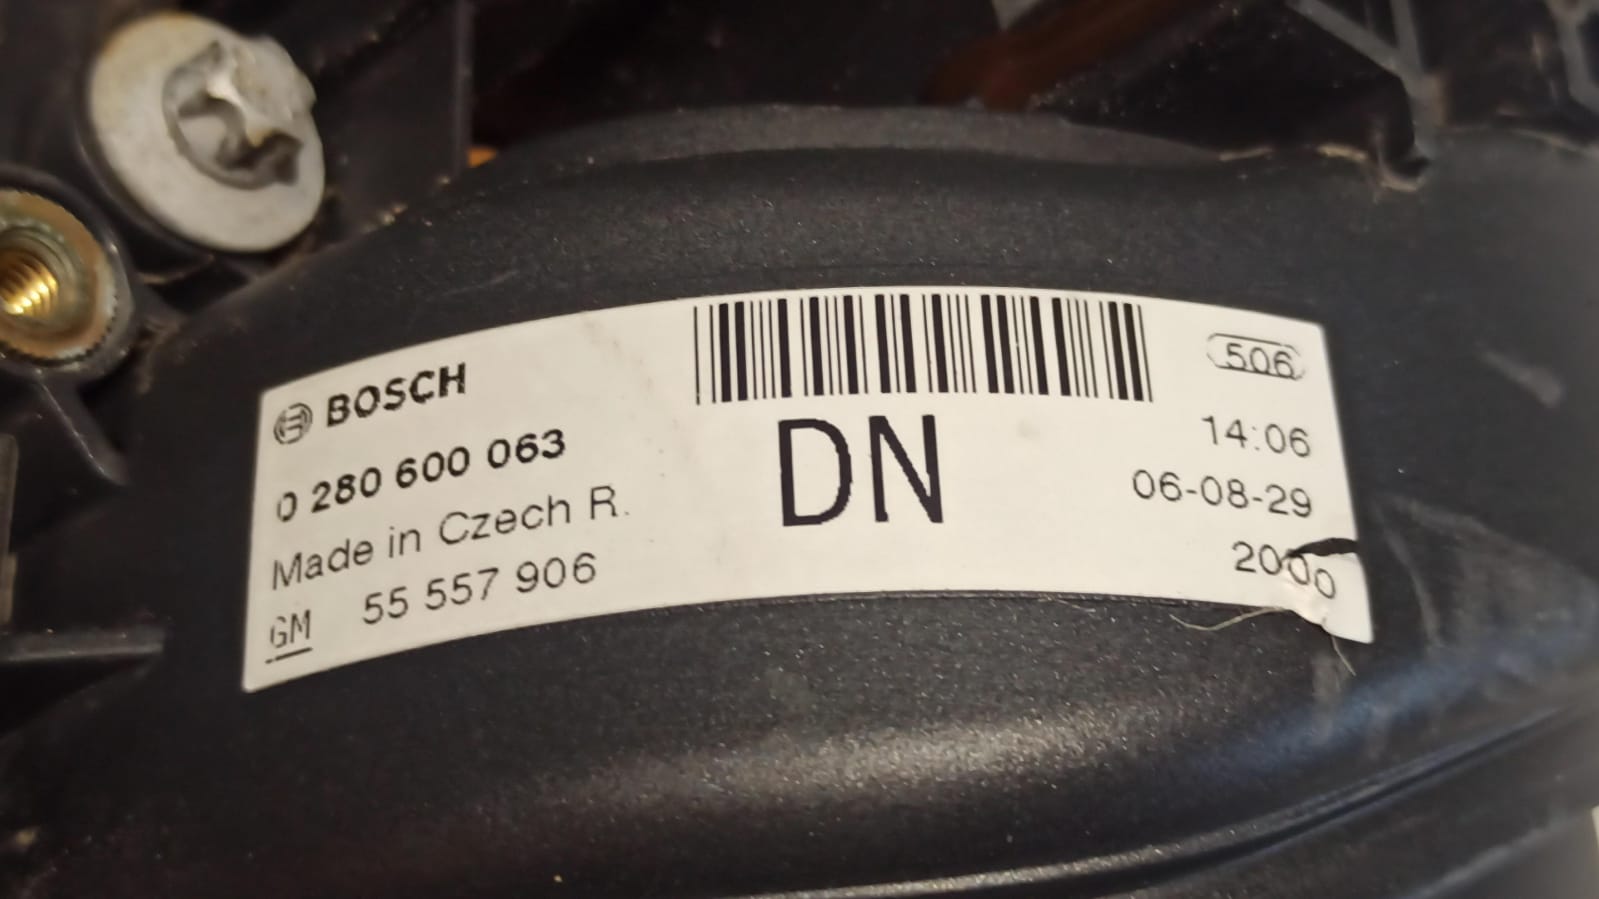 BOSCH
0 280 600 063
Made in Czech R.
GM 55 557 906
DN
506
14:06
06-08-29
2000